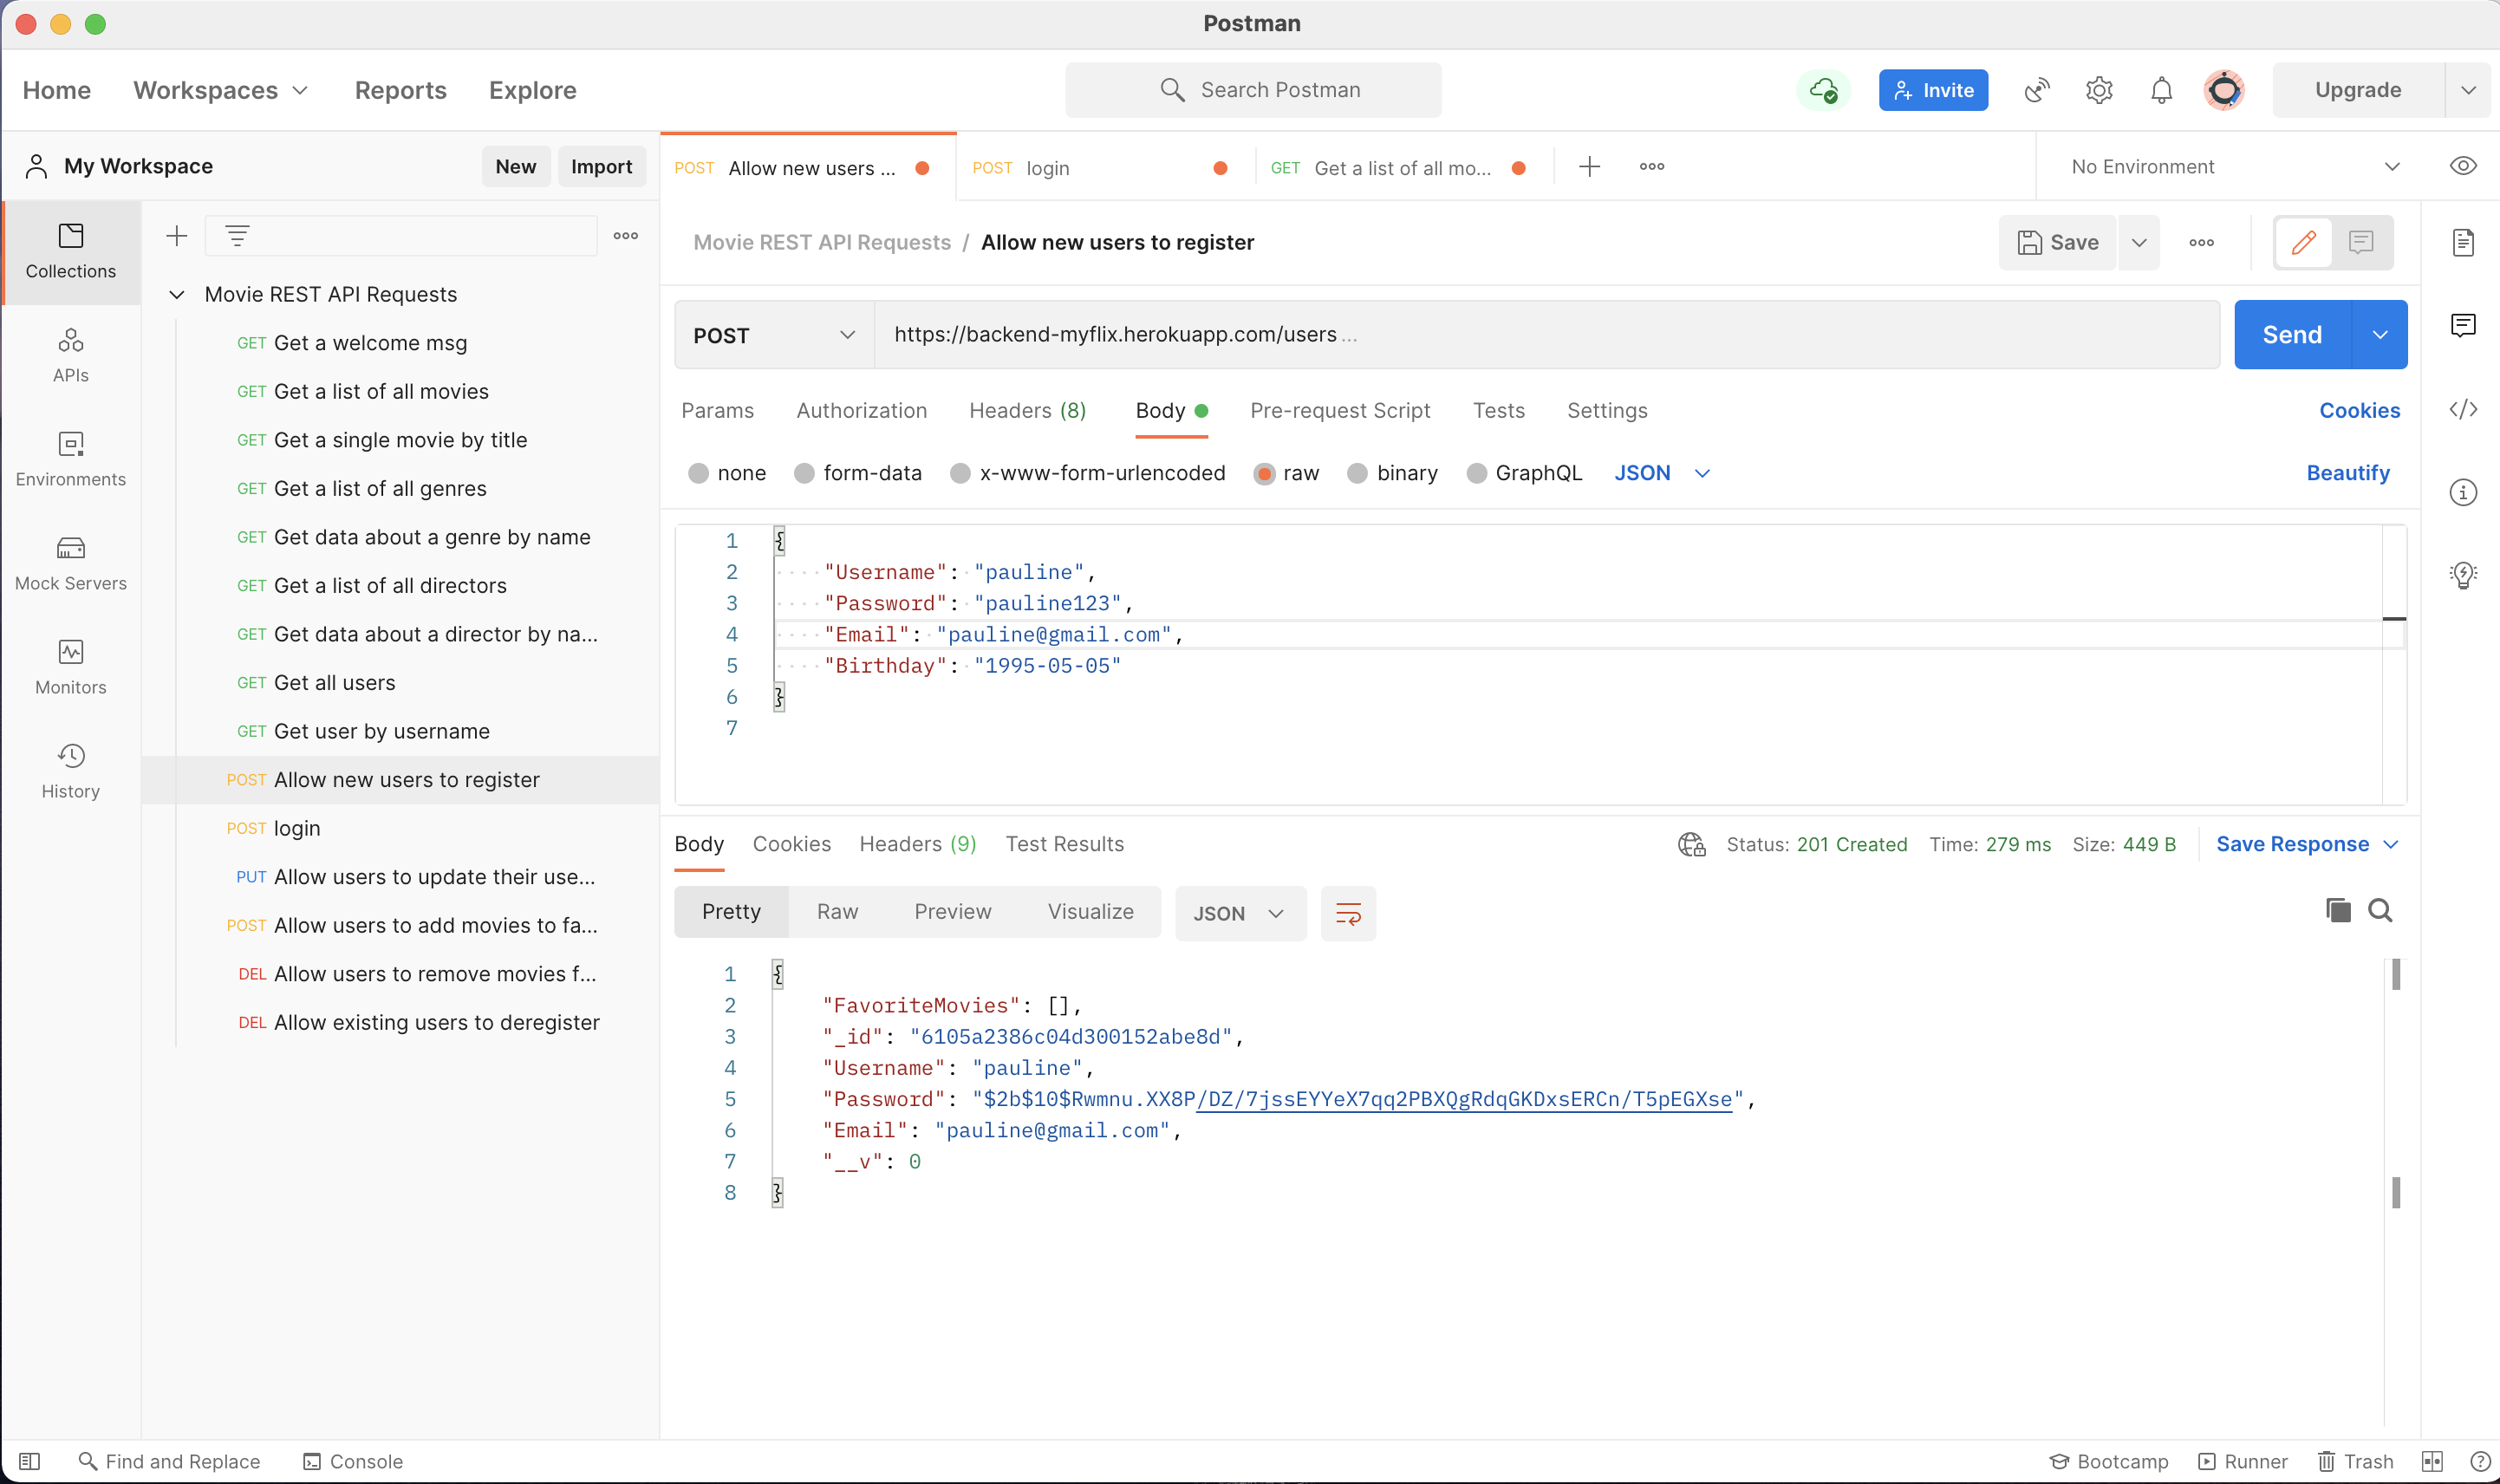 Postman
Home Workspaces Reports Explore Search Postman Invite Upgrade
My Workspace New Import
POST Allow new users ... POST login GET Get a list of all mo... No Environment
Collections
APIs
Environments
Mock Servers
Monitors
History
Movie REST API Requests
GET Get a welcome msg
GET Get a list of all movies
GET Get a single movie by title
GET Get a list of all genres
GET Get data about a genre by name
GET Get a list of all directors
GET Get data about a director by na...
GET Get all users
GET Get user by username
POST Allow new users to register
POST login
PUT Allow users to update their use...
POST Allow users to add movies to fa...
DEL Allow users to remove movies f...
DEL Allow existing users to deregister
Movie REST API Requests / Allow new users to register Save
POST https://backend-myflix.herokuapp.com/users ... Send
Params Authorization Headers (8) Body Pre-request Script Tests Settings Cookies
none form-data x-www-form-urlencoded raw binary GraphQL JSON Beautify
1 {
2 "Username": "pauline",
3 "Password": "pauline123",
4 "Email": "pauline@gmail.com",
5 "Birthday": "1995-05-05"
6 }
7
Body Cookies Headers (9) Test Results Status: 201 Created Time: 279 ms Size: 449 B Save Response
Pretty Raw Preview Visualize JSON
1 {
2 "FavoriteMovies": [],
3 "_id": "6105a2386c04d300152abe8d",
4 "Username": "pauline",
5 "Password": "$2b$10$Rwmnu.XX8P/DZ/7jssEYYeX7qq2PBXQgRdqGKDxsERCn/T5pEGXse",
6 "Email": "pauline@gmail.com",
7 "__v": 0
8 }
Find and Replace Console Bootcamp Runner Trash